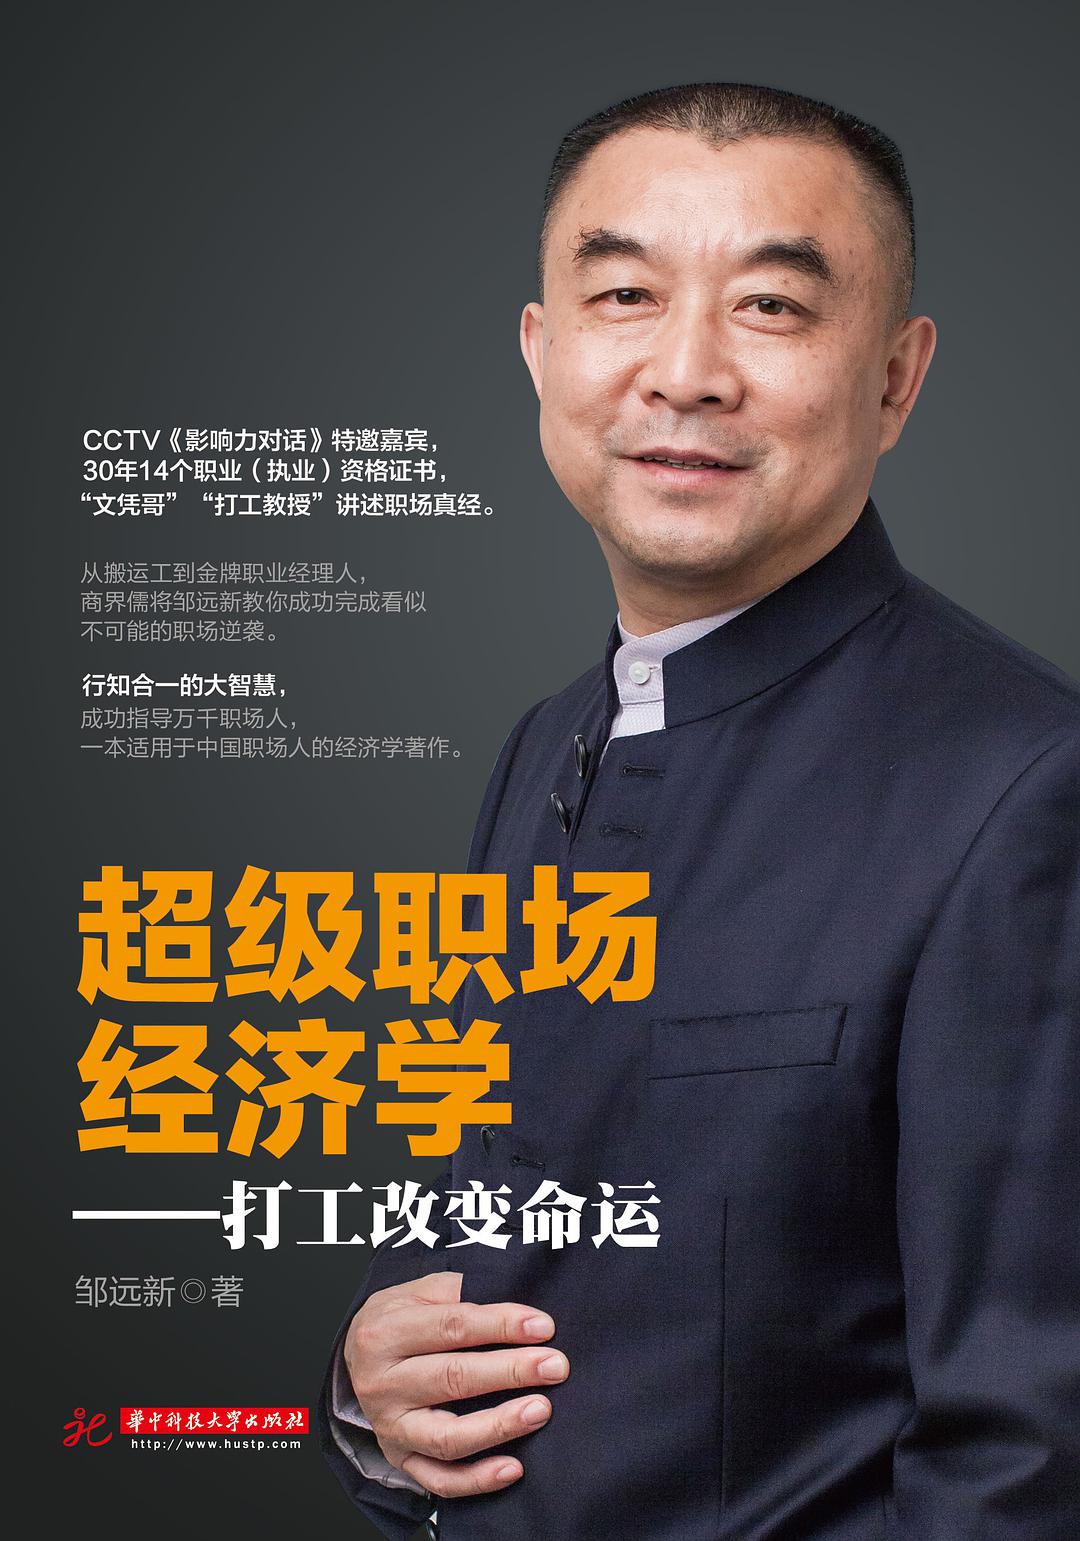 CCTV《影响力对话》特邀嘉宾，
30年14个职业（执业）资格证书，
“文凭哥”“打工教授”讲述职场真经。
从搬运工到金牌职业经理人，
商界儒将邹远新教你成功完成看似
不可能的职场逆袭。
行知合一的大智慧，
成功指导万千职场人，
一本适用于中国职场人的经济学著作。
超级职场
经济学
——打工改变命运
邹远新◎著
華中科技大學出版社
http://www.hustp.com